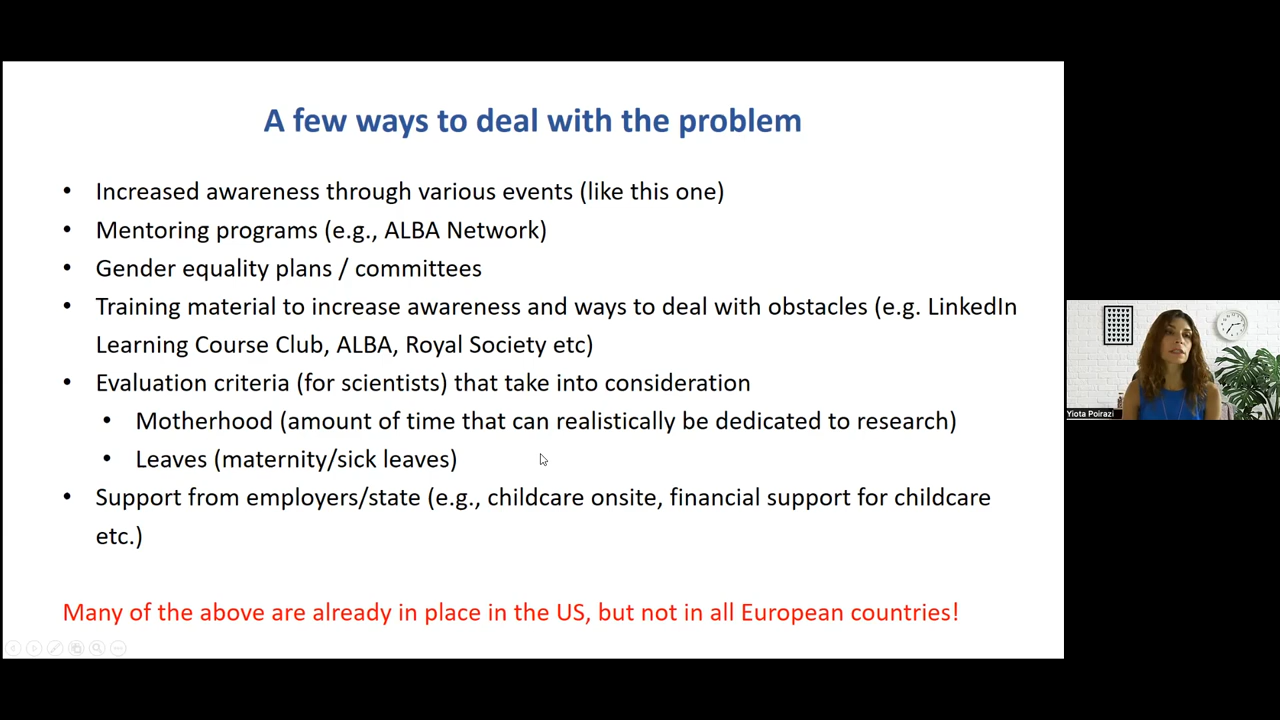 A few ways to deal with the problem
• Increased awareness through various events (like this one)
• Mentoring programs (e.g., ALBA Network)
• Gender equality plans / committees
• Training material to increase awareness and ways to deal with obstacles (e.g. LinkedIn
Learning Course Club, ALBA, Royal Society etc)
• Evaluation criteria (for scientists) that take into consideration
• Motherhood (amount of time that can realistically be dedicated to research)
• Leaves (maternity/sick leaves)
• Support from employers/state (e.g., childcare onsite, financial support for childcare
etc.)
Many of the above are already in place in the US, but not in all European countries!
Yiota Poirazi